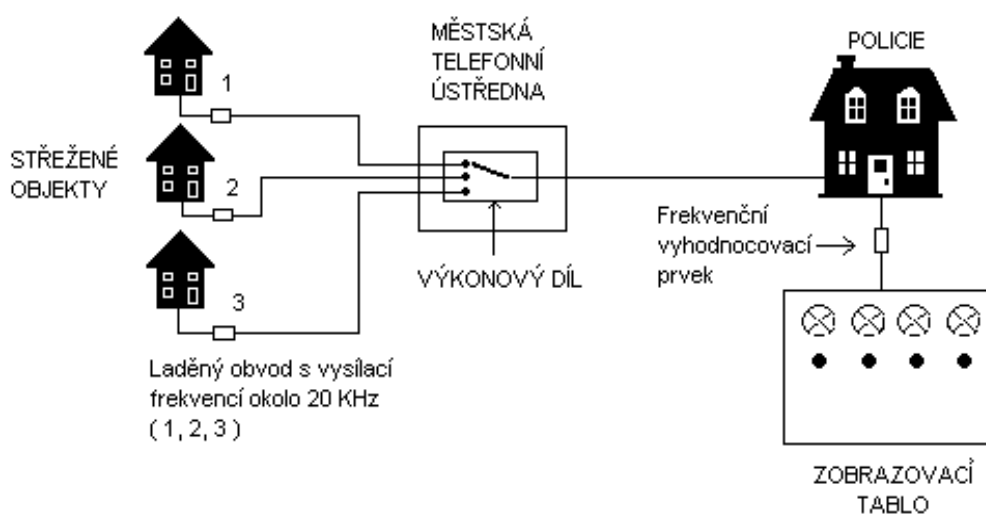 MĚSTSKÁ
TELEFONNÍ
ÚSTŘEDNA
POLICIE
1
STŘEŽENÉ
OBJEKTY
2
3
VÝKONOVÝ DÍL
Frekvenční
vyhodnocovací
prvek
Laděný obvod s vysílací
frekvencí okolo 20 KHz
( 1, 2, 3 )
ZOBRAZOVACÍ
TABLO